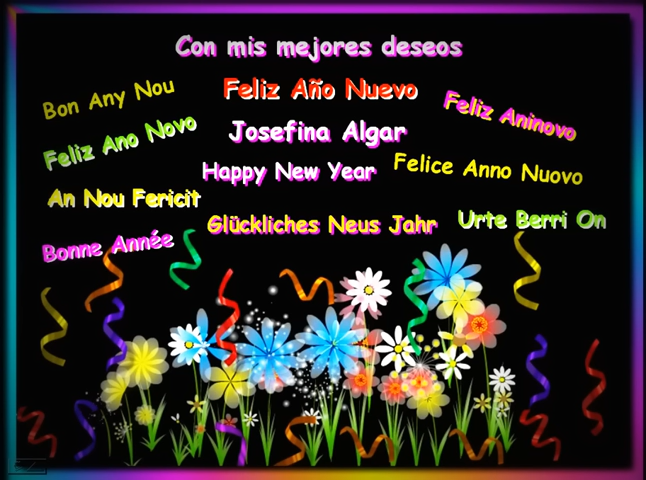 Con mis mejores deseos
Bon Any Nou
Feliz Año Nuevo
Feliz Aninovo
Feliz Ano Novo
Josefina Algar
Happy New Year
Felice Anno Nuovo
An Nou Fericit
Glückliches Neus Jahr
Urte Berri On
Bonne Année